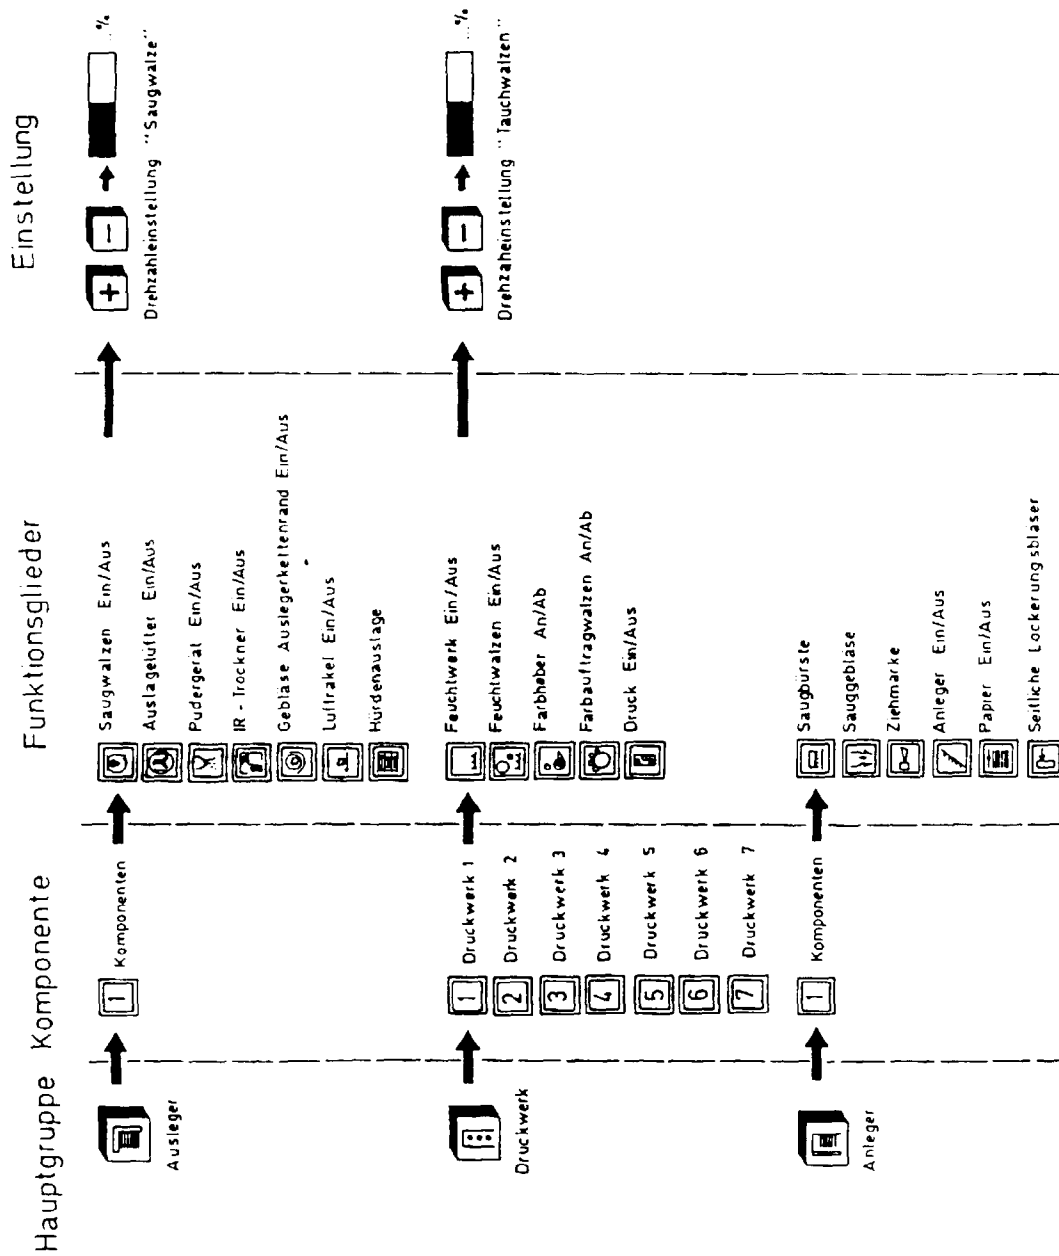 Hauptgruppe Komponente Funktionsglieder Einstellung
Ausleger
1 Komponenten
Saugwalzen Ein/Aus
Auslagelüfter Ein/Aus
Pudergerät Ein/Aus
IR-Trockner Ein/Aus
Gebläse Auslegerkettenrand Ein/Aus
Luftrakel Ein/Aus
Hürdenauslage
+ − ...%
Drehzahleinstellung "Saugwalze"
Druckwerk
1 Druckwerk 1
2 Druckwerk 2
3 Druckwerk 3
4 Druckwerk 4
5 Druckwerk 5
6 Druckwerk 6
7 Druckwerk 7
Feuchtwerk Ein/Aus
Feuchtwalzen Ein/Aus
Farbheber An/Ab
Farbauftragwalzen An/Ab
Druck Ein/Aus
+ − ...%
Drehzaheinstellung "Tauchwalzen"
Anleger
1 Komponenten
Saugbürste
Sauggebläse
Ziehmarke
Anleger Ein/Aus
Papier Ein/Aus
Seitliche Lockerungsbläser